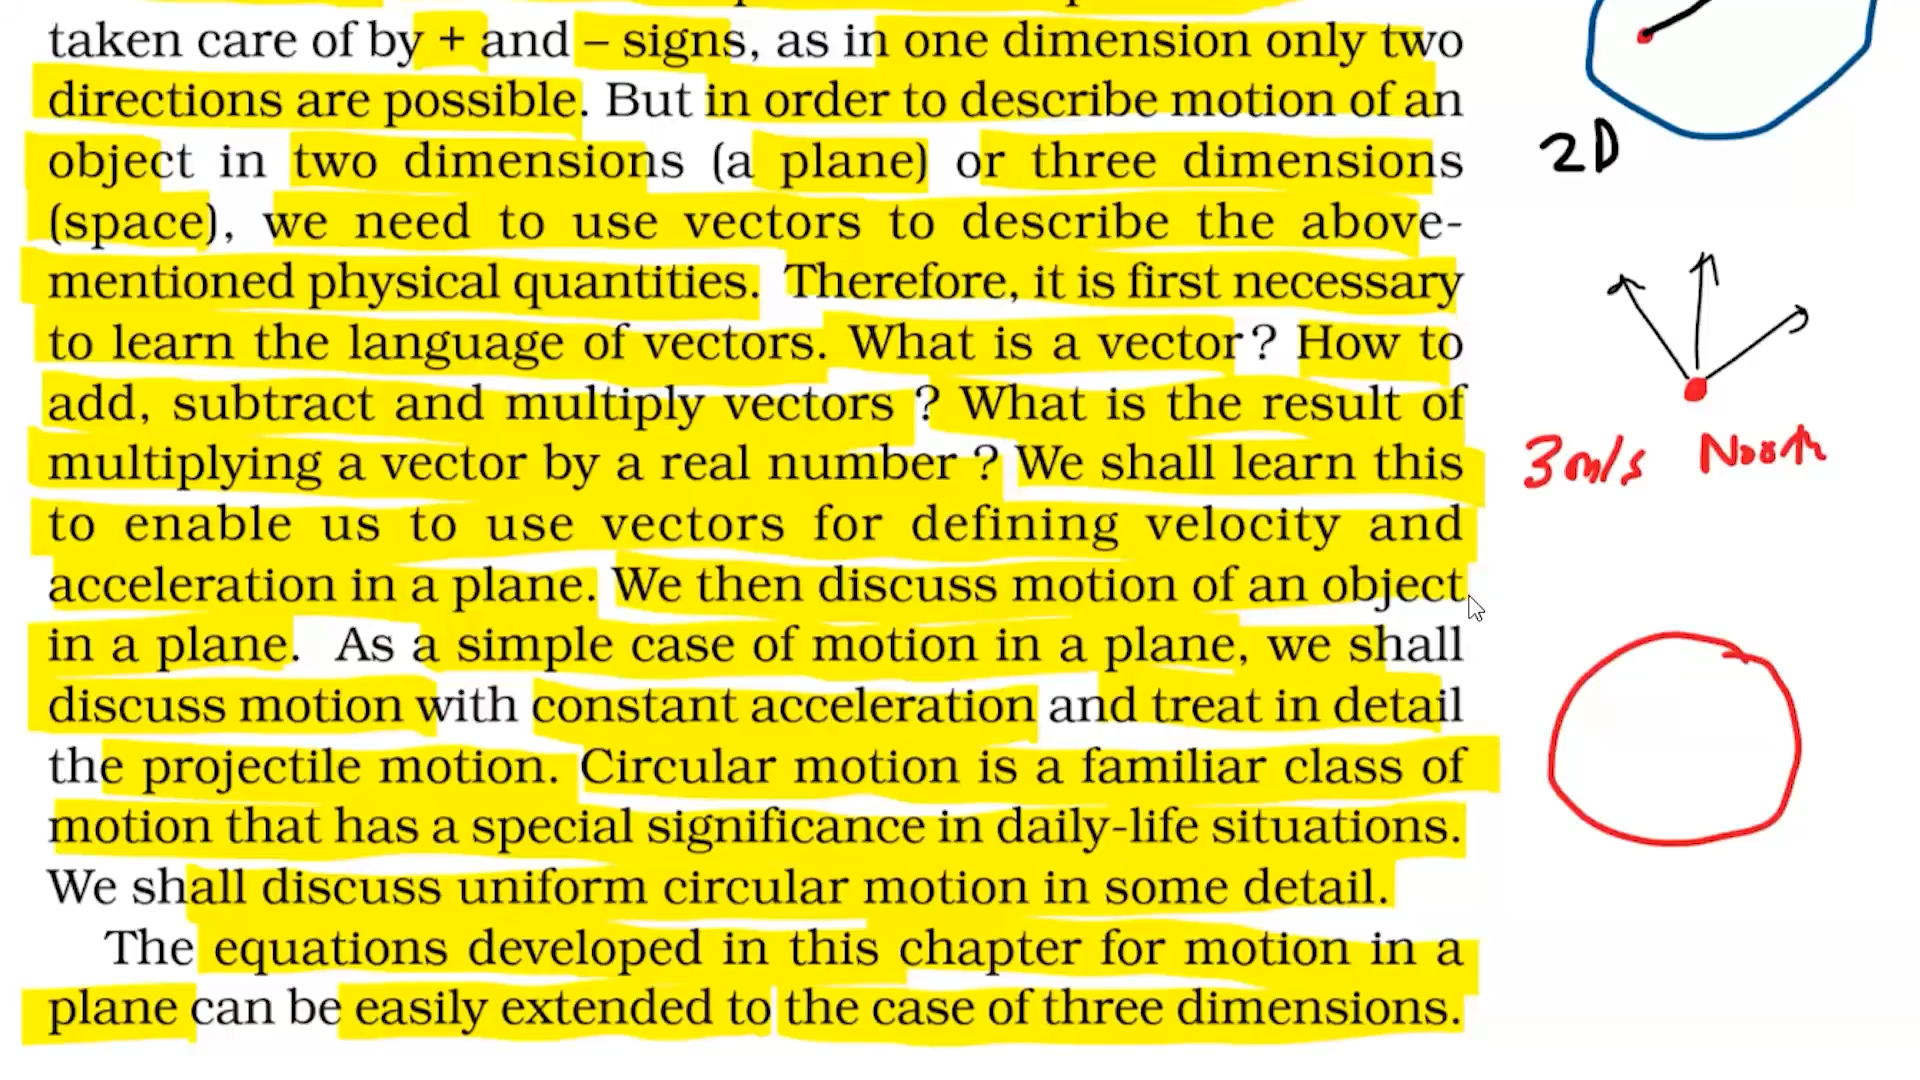 taken care of by + and – signs, as in one dimension only two
directions are possible. But in order to describe motion of an
object in two dimensions (a plane) or three dimensions
(space), we need to use vectors to describe the above-
mentioned physical quantities. Therefore, it is first necessary
to learn the language of vectors. What is a vector? How to
add, subtract and multiply vectors ? What is the result of
multiplying a vector by a real number ? We shall learn this
to enable us to use vectors for defining velocity and
acceleration in a plane. We then discuss motion of an object
in a plane. As a simple case of motion in a plane, we shall
discuss motion with constant acceleration and treat in detail
the projectile motion. Circular motion is a familiar class of
motion that has a special significance in daily-life situations.
We shall discuss uniform circular motion in some detail.
The equations developed in this chapter for motion in a
plane can be easily extended to the case of three dimensions.
2D
3m/s North